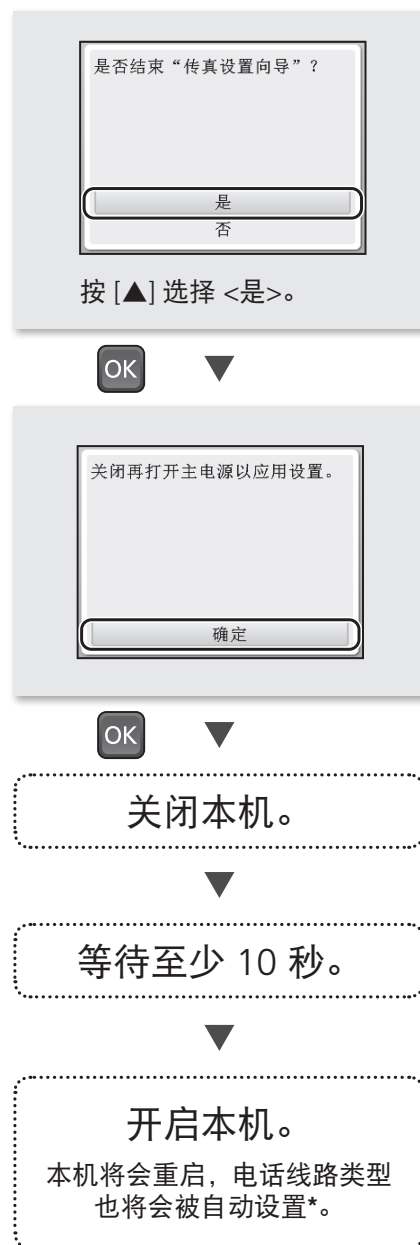 是否结束“传真设置向导”？
是
否
按 [▲] 选择 <是>。
OK
▼
关闭再打开主电源以应用设置。
确定
OK
▼
关闭本机。
▼
等待至少 10 秒。
▼
开启本机。
本机将会重启，电话线路类型
也将会被自动设置*。